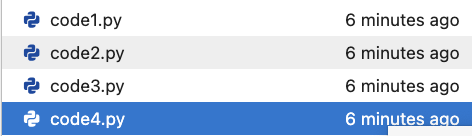 code1.py 6 minutes ago
code2.py 6 minutes ago
code3.py 6 minutes ago
code4.py 6 minutes ago